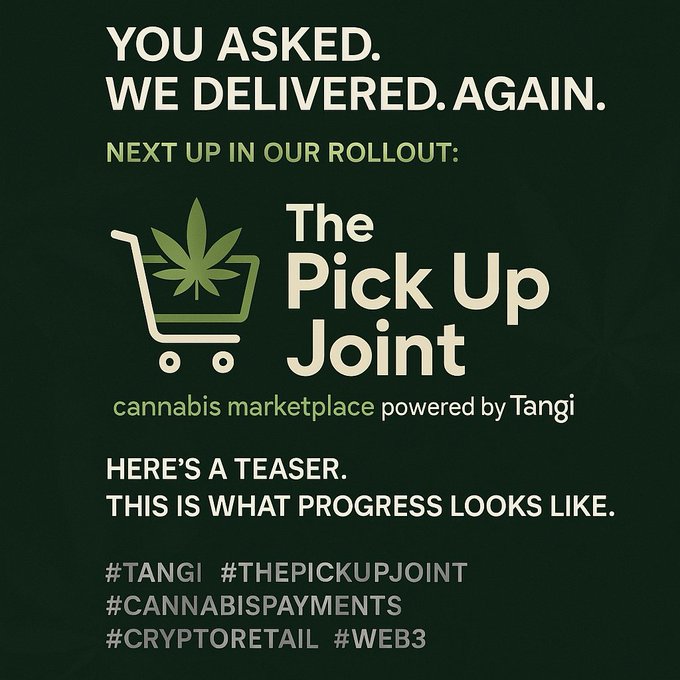 YOU ASKED.
WE DELIVERED. AGAIN.
NEXT UP IN OUR ROLLOUT:
The
Pick Up
Joint
cannabis marketplace powered by Tangi
HERE'S A TEASER.
THIS IS WHAT PROGRESS LOOKS LIKE.
#TANGI #THEPICKUPJOINT
#CANNABISPAYMENTS
#CRYPTORETAIL #WEB3